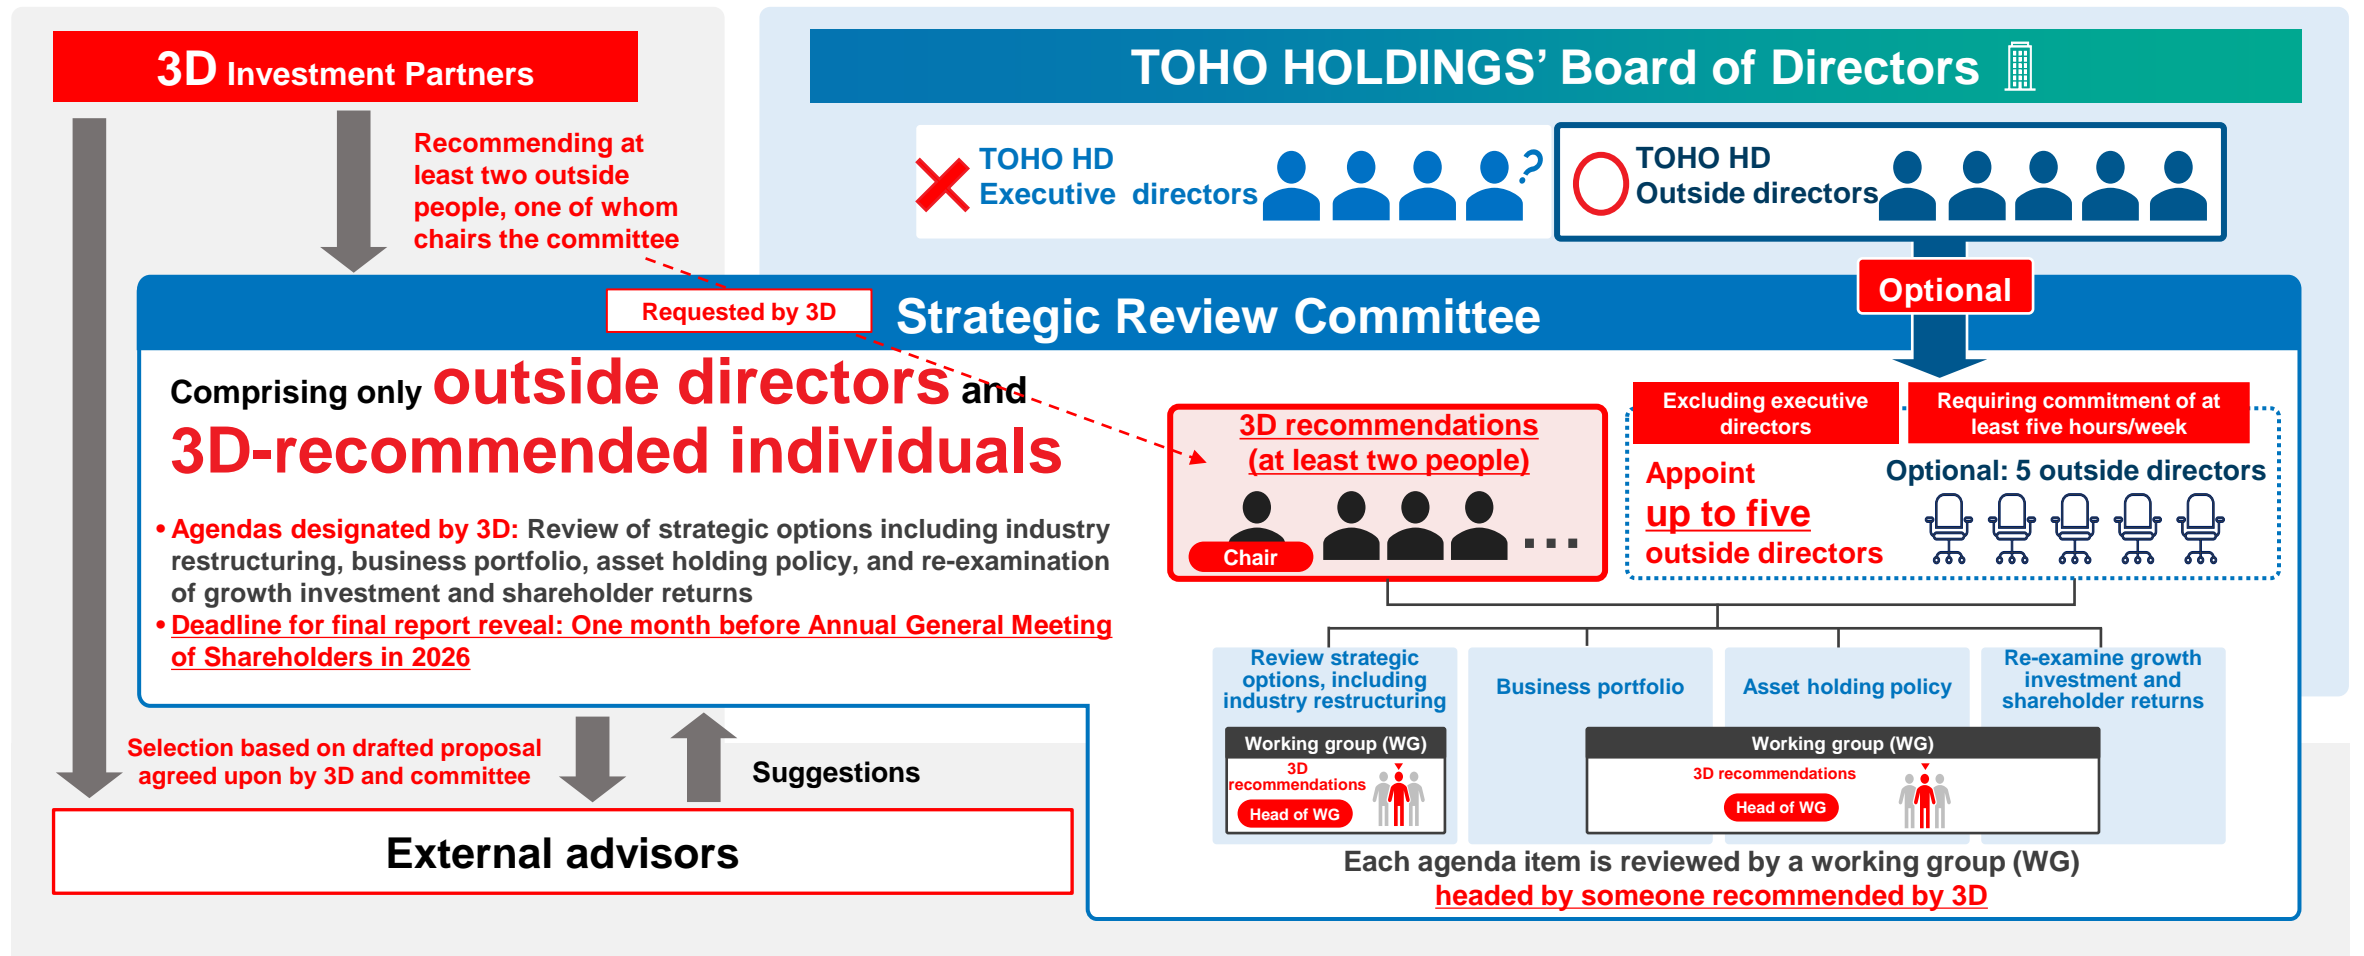 3D Investment Partners
TOHO HOLDINGS’ Board of Directors
Recommending at
least two outside
people, one of whom
chairs the committee
TOHO HD
Executive directors
?
TOHO HD
Outside directors
Optional
Requested by 3D
Strategic Review Committee
Comprising only outside directors and
3D-recommended individuals
• Agendas designated by 3D: Review of strategic options including industry
restructuring, business portfolio, asset holding policy, and re-examination
of growth investment and shareholder returns
• Deadline for final report reveal: One month before Annual General Meeting
of Shareholders in 2026
3D recommendations
(at least two people)
Chair
...
Excluding executive
directors
Requiring commitment of at
least five hours/week
Appoint
up to five
outside directors
Optional: 5 outside directors
Review strategic
options, including
industry restructuring
Business portfolio
Asset holding policy
Re-examine growth
investment and
shareholder returns
Working group (WG)
3D
recommendations
Head of WG
Working group (WG)
3D recommendations
Head of WG
Each agenda item is reviewed by a working group (WG)
headed by someone recommended by 3D
Selection based on drafted proposal
agreed upon by 3D and committee
Suggestions
External advisors